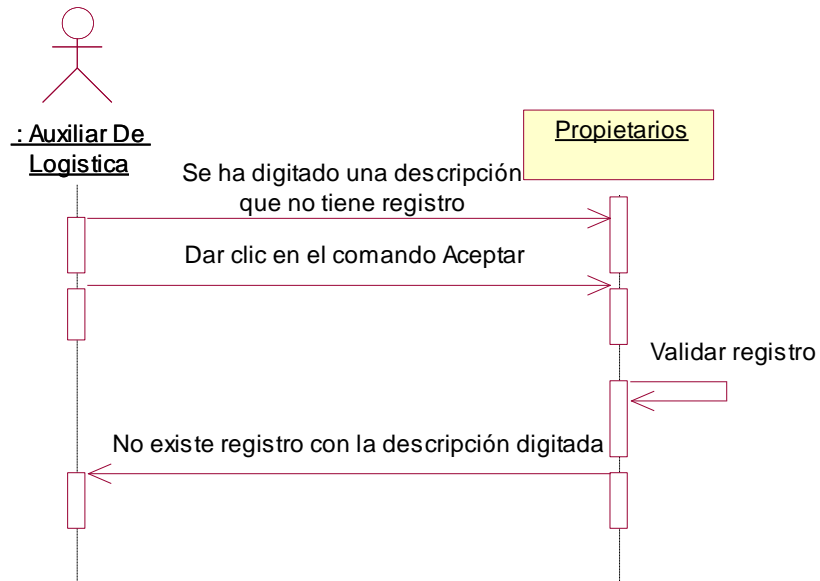 : Auxiliar De
Logistica
Propietarios
Se ha digitado una descripción
que no tiene registro
Dar clic en el comando Aceptar
Validar registro
No existe registro con la descripción digitada